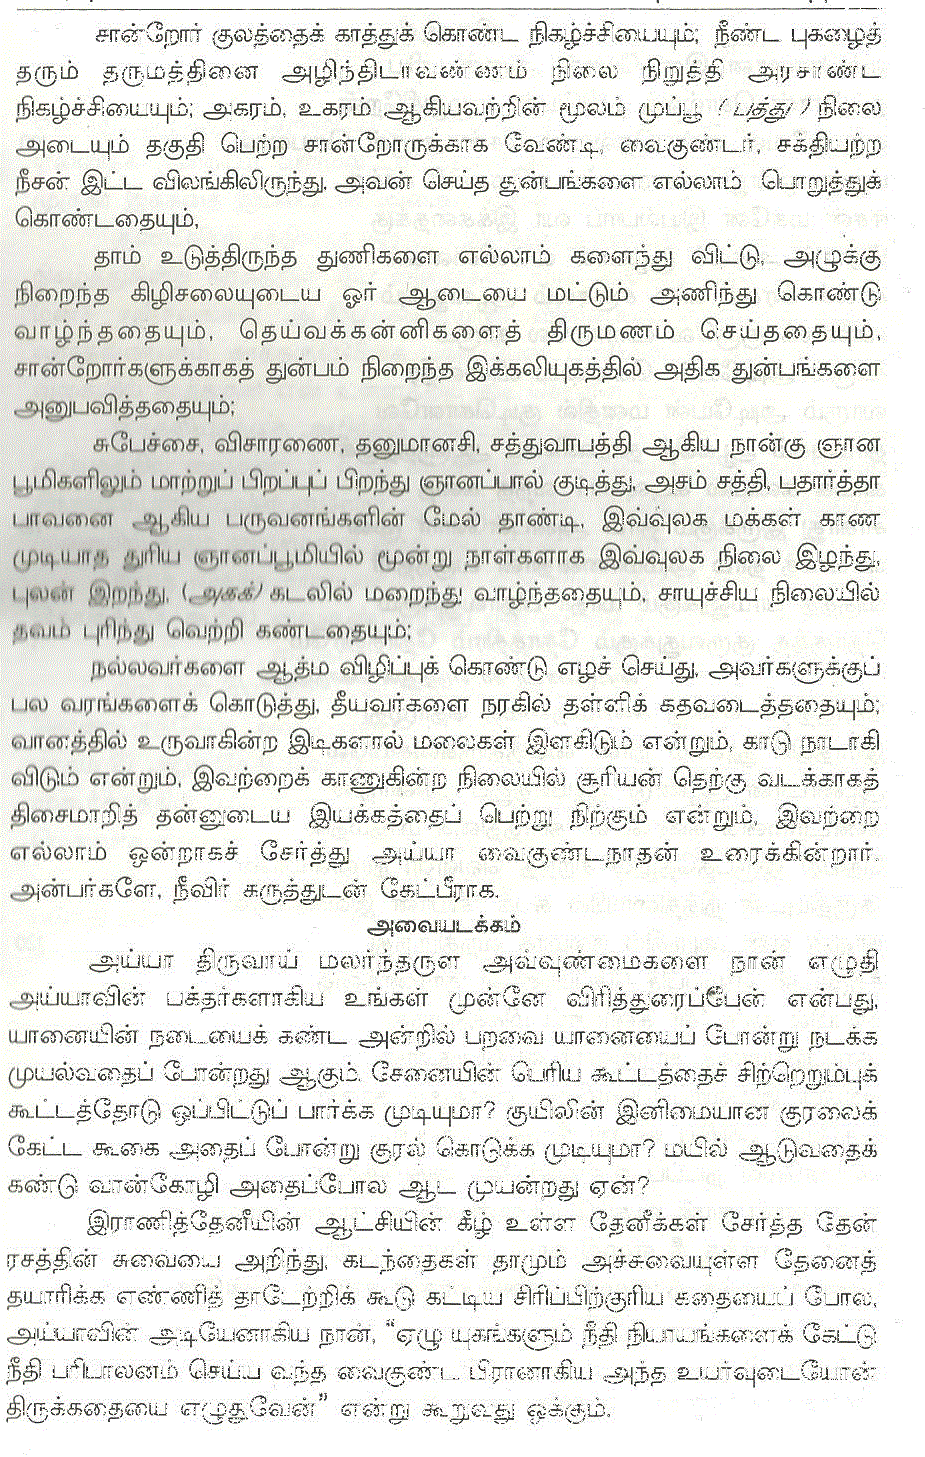 சான்றோர் குலத்தைக் காத்துக் கொண்ட நிகழ்ச்சியையும்; நீண்ட புகழைத்
தரும் தருமத்தினை அழிந்திடாவண்ணம் நிலை நிறுத்தி அரசாண்ட
நிகழ்ச்சியையும்; அகரம், உகரம் ஆகியவற்றின் மூலம் முப்பூ (பத்து) நிலை
அடையும் தகுதி பெற்ற சான்றோருக்காக வேண்டி, வைகுண்டர், சக்தியற்ற
நீசன் இட்ட விலங்கிலிருந்து, அவன் செய்த துன்பங்களை எல்லாம் பொறுத்துக்
கொண்டதையும்,
தாம் உடுத்திருந்த துணிகளை எல்லாம் களைந்து விட்டு, அழுக்கு
நிறைந்த கிழிசலையுடைய ஓர் ஆடையை மட்டும் அணிந்து கொண்டு
வாழ்ந்ததையும், தெய்வக்கன்னிகளைத் திருமணம் செய்ததையும்,
சான்றோர்களுக்காகத் துன்பம் நிறைந்த இக்கலியுகத்தில் அதிக துன்பங்களை
அனுபவித்ததையும்;
சுபேச்சை, விசாரணை, தனுமானசி, சத்துவாபத்தி ஆகிய நான்கு ஞான
பூமிகளிலும் மாற்றுப் பிறப்புப் பிறந்து ஞானப்பால் குடித்து, அசம் சத்தி, பதார்த்தா
பாவனை ஆகிய பருவனங்களின் மேல் தாண்டி, இவ்வுலக மக்கள் காண
முடியாத துரிய ஞானப்பூமியில் மூன்று நாள்களாக இவ்வுலக நிலை இழந்து,
புலன் இறந்து, (அகக்) கடலில் மறைந்து வாழ்ந்ததையும், சாயுச்சிய நிலையில்
தவம் புரிந்து வெற்றி கண்டதையும்;
நல்லவர்களை ஆத்ம விழிப்புக் கொண்டு எழச் செய்து, அவர்களுக்குப்
பல வரங்களைக் கொடுத்து, தீயவர்களை நரகில் தள்ளிக் கதவடைத்ததையும்;
வானத்தில் உருவாகின்ற இடிகளால் மலைகள் இளகிடும் என்றும், காடு நாடாகி
விடும் என்றும், இவற்றைக் காணுகின்ற நிலையில் சூரியன் தெற்கு வடக்காகத்
திசைமாறித் தன்னுடைய இயக்கத்தைப் பெற்று நிற்கும் என்றும், இவற்றை
எல்லாம் ஒன்றாகச் சேர்த்து அய்யா வைகுண்டநாதன் உரைக்கின்றார்.
அன்பர்களே, நீவிர் கருத்துடன் கேட்பீராக.
அவையடக்கம்
அய்யா திருவாய் மலர்ந்தருள அவ்வுண்மைகளை நான் எழுதி
அய்யாவின் பக்தர்களாகிய உங்கள் முன்னே விரித்துரைப்பேன் என்பது,
யானையின் நடையைக் கண்ட அன்றில் பறவை யானையைப் போன்று நடக்க
முயல்வதைப் போன்றது ஆகும். சேனையின் பெரிய கூட்டத்தைச் சிற்றெறும்புக்
கூட்டத்தோடு ஒப்பிட்டுப் பார்க்க முடியுமா? குயிலின் இனிமையான குரலைக்
கேட்ட கூகை அதைப் போன்று குரல் கொடுக்க முடியுமா? மயில் ஆடுவதைக்
கண்டு வான்கோழி அதைப்போல ஆட முயன்றது ஏன்?
இராணித்தேனீயின் ஆட்சியின் கீழ் உள்ள தேனீக்கள் சேர்த்த தேன்
ரசத்தின் சுவையை அறிந்து, கடந்தைகள் தாமும் அச்சுவையுள்ள தேனைத்
தயாரிக்க எண்ணித் தாடேற்றிக் கூடு கட்டிய சிரிப்பிற்குரிய கதையைப் போல,
அய்யாவின் அடியேனாகிய நான், “ஏழு யுகங்களும் நீதி நியாயங்களைக் கேட்டு
நீதி பரிபாலனம் செய்ய வந்த வைகுண்ட பிரானாகிய அந்த உயர்வுடையோன்
திருக்கதையை எழுதுவேன்” என்று கூறுவது ஒக்கும்.